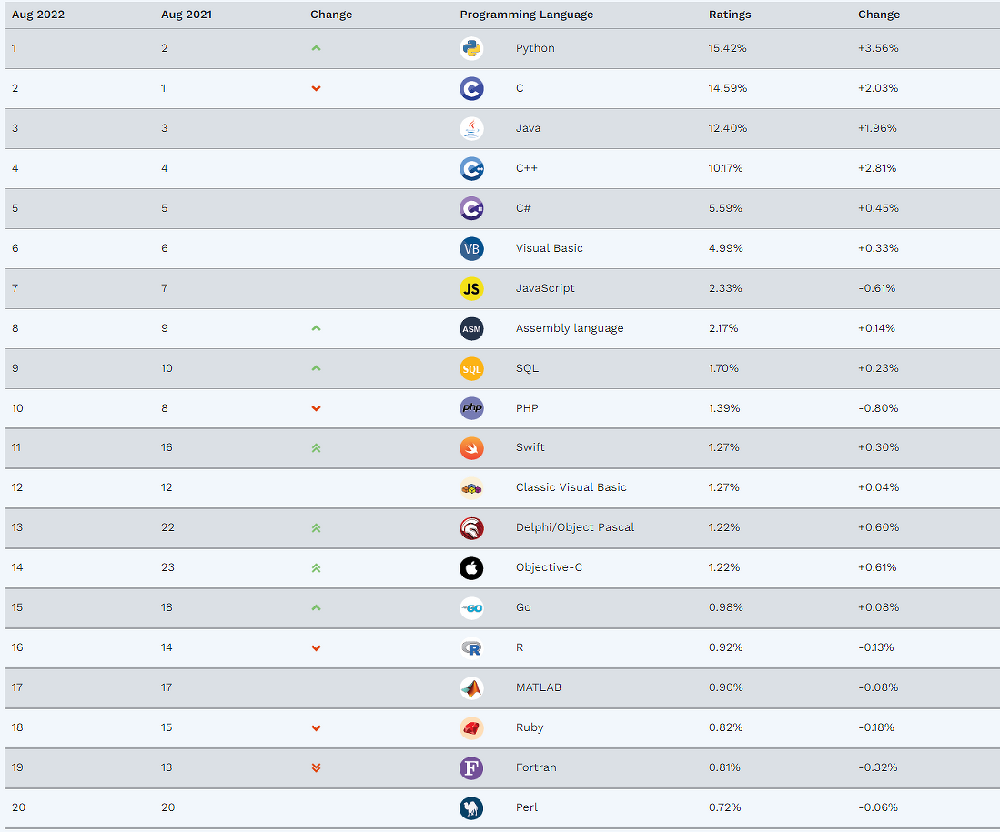 Aug 2022 Aug 2021 Change Programming Language Ratings Change
1 2 Python 15.42% +3.56%
2 1 C C 14.59% +2.03%
3 3 Java 12.40% +1.96%
4 4 C++ C++ 10.17% +2.81%
5 5 C# C# 5.59% +0.45%
6 6 VB Visual Basic 4.99% +0.33%
7 7 JS JavaScript 2.33% -0.61%
8 9 ASM Assembly language 2.17% +0.14%
9 10 SQL SQL 1.70% +0.23%
10 8 php PHP 1.39% -0.80%
11 16 Swift 1.27% +0.30%
12 12 Classic Visual Basic 1.27% +0.04%
13 22 Delphi/Object Pascal 1.22% +0.60%
14 23 Objective-C 1.22% +0.61%
15 18 GO Go 0.98% +0.08%
16 14 R R 0.92% -0.13%
17 17 MATLAB 0.90% -0.08%
18 15 Ruby 0.82% -0.18%
19 13 F Fortran 0.81% -0.32%
20 20 Perl 0.72% -0.06%